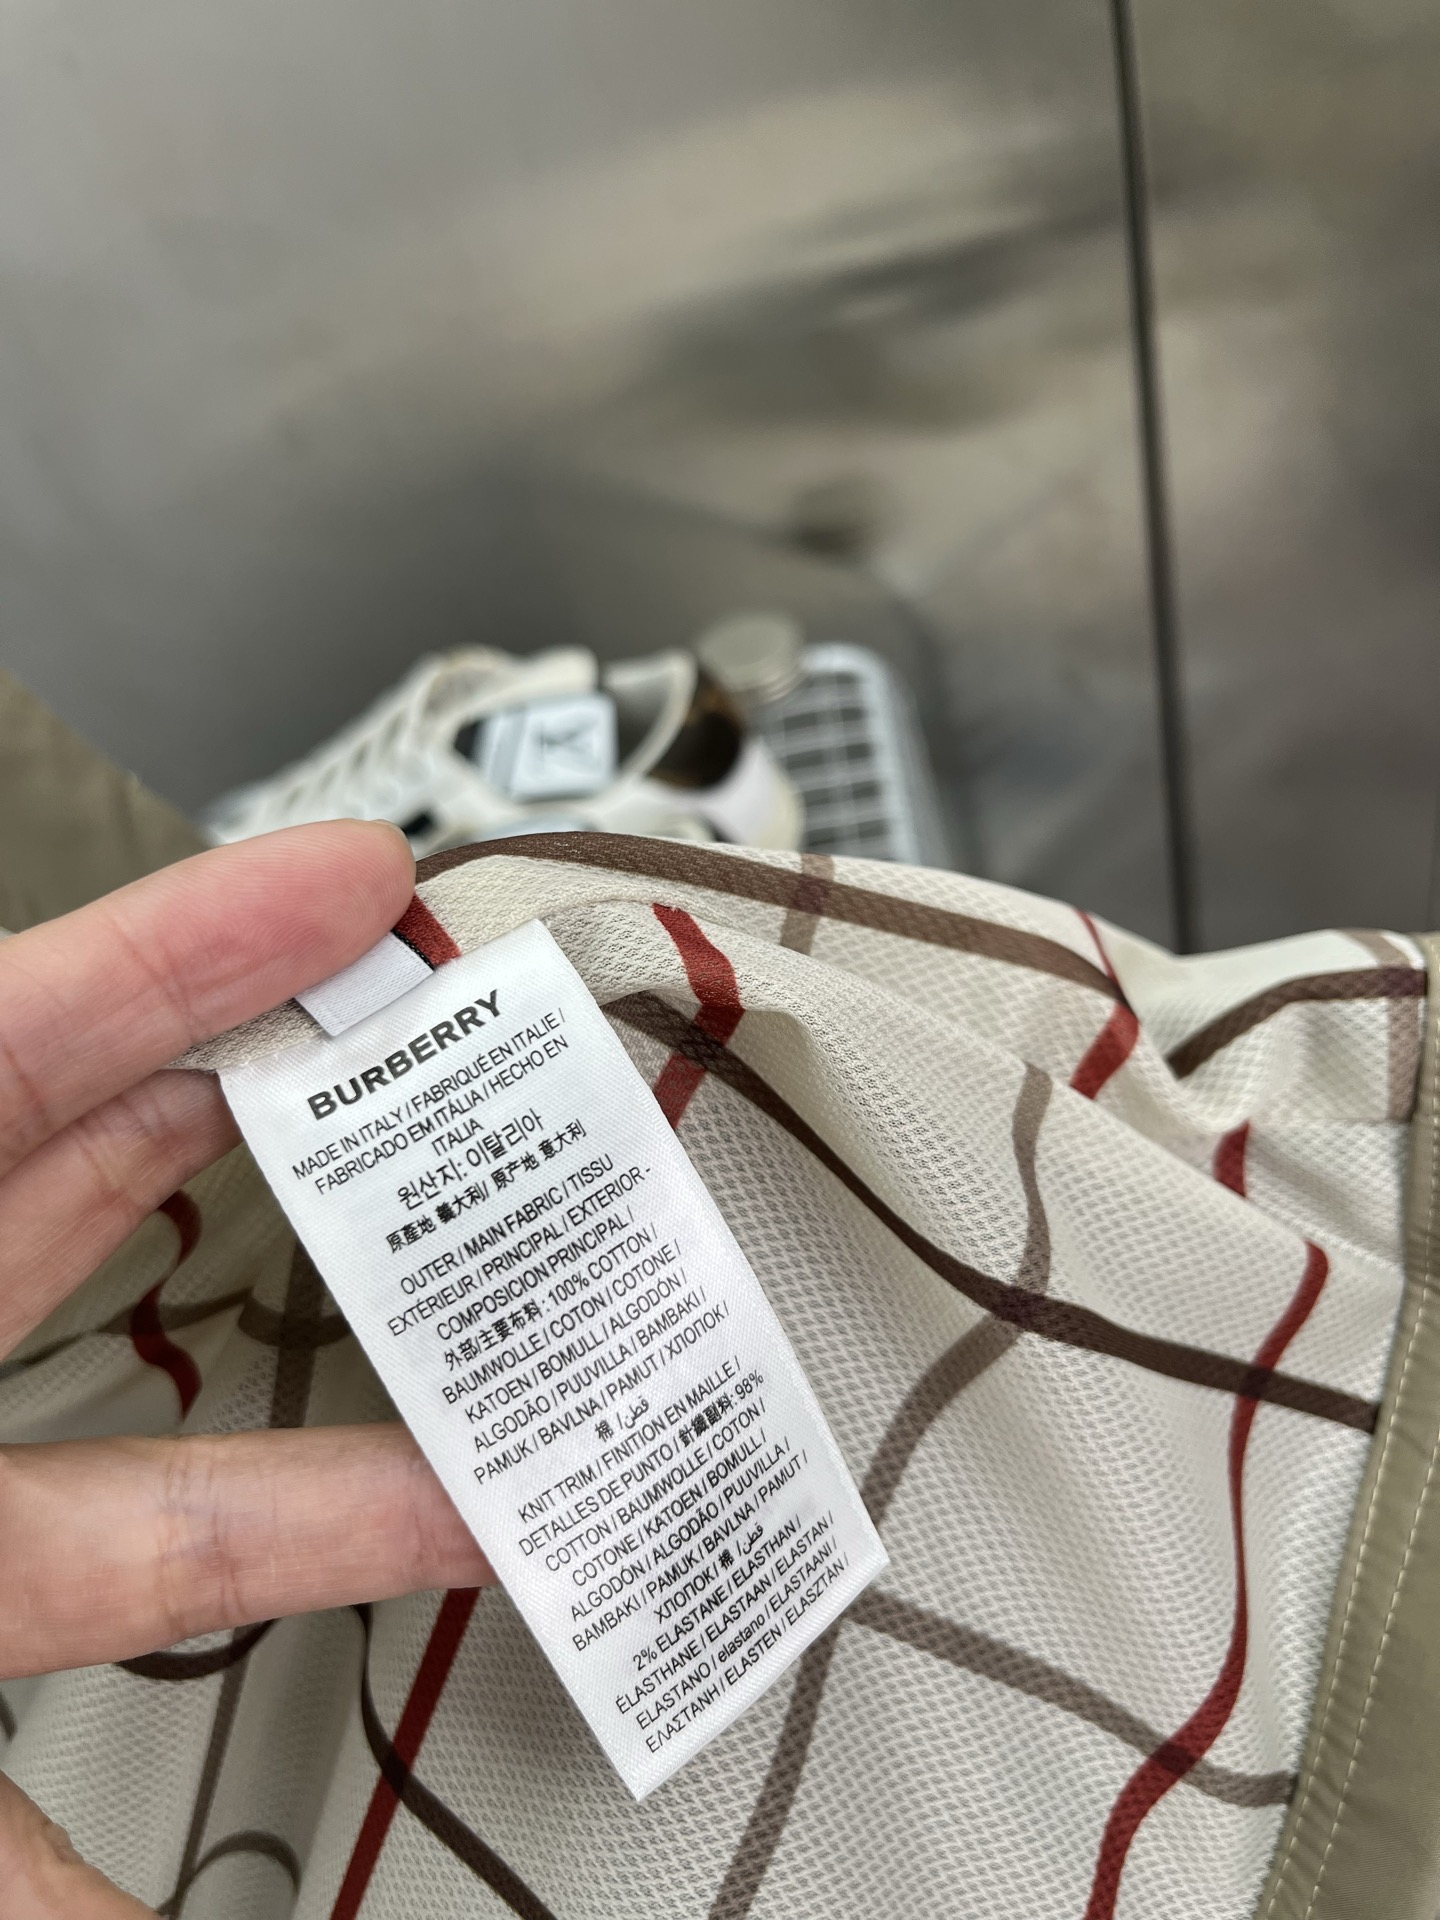 BURBERRY
MADE IN ITALY / FABRIQUÉ EN ITALIE /
FABRICADO EM ITÁLIA / HECHO EN
ITALIA
원산지: 이탈리아
原產地 義大利/ 原产地 意大利
OUTER / MAIN FABRIC / TISSU
EXTÉRIEUR / PRINCIPAL / EXTERIOR -
COMPOSICION PRINCIPAL /
外部/主要布料 : 100% COTTON /
BAUMWOLLE / COTON / COTONE /
KATOEN / BOMULL / ALGODÓN /
ALGODÃO / PUUVILLA / BAMBAKI /
PAMUK / BAVLNA / PAMUT / ХЛОПОК /
棉 / قطن
KNIT TRIM / FINITION EN MAILLE /
DETALLES DE PUNTO / 針織副料: 98%
COTTON / BAUMWOLLE / COTON /
COTONE / KATOEN / BOMULL /
ALGODÓN / ALGODÃO / PUUVILLA /
BAMBAKI / PAMUK / BAVLNA / PAMUT /
ХЛОПОК/ 棉 /قطن
2% ELASTANE / ELASTHAN /
ÉLASTHANE / ELASTAAN / ELASTAN /
ELASTANO / elastano / ELASTAANI /
ΕΛΑΣΤΑΝΗ / ELASTEN / ELASZTÁN /